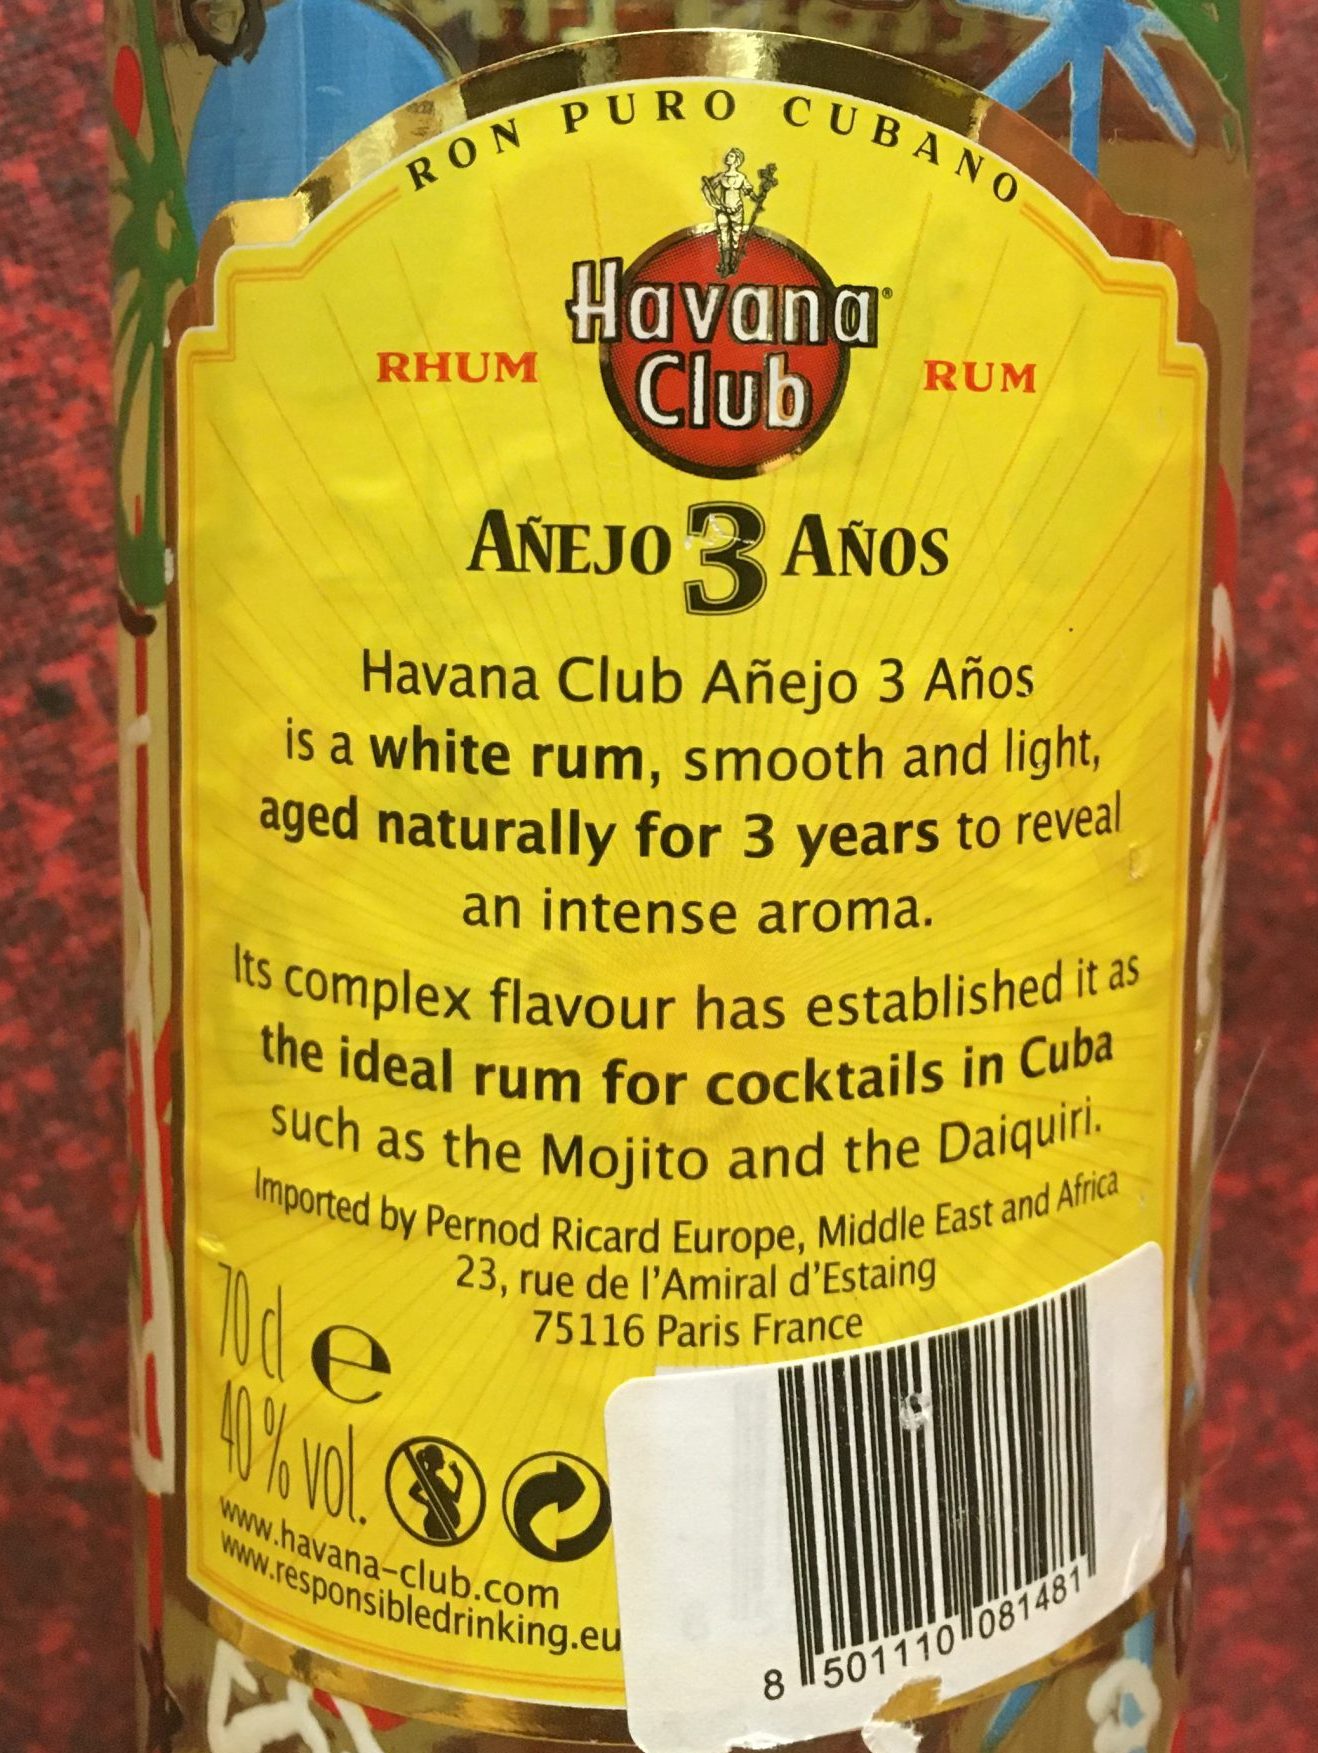 RON PURO CUBANO
Havana®
Club
RHUM
RUM
AÑEJO 3 AÑOS
Havana Club Añejo 3 Años
is a white rum, smooth and light,
aged naturally for 3 years to reveal
an intense aroma.
Its complex flavour has established it as
the ideal rum for cocktails in Cuba
such as the Mojito and the Daiquiri.
Imported by Pernod Ricard Europe, Middle East and Africa
23, rue de l'Amiral d'Estaing
75116 Paris France
70 cl e
40 % vol.
www.havana-club.com
www.responsibledrinking.eu
8 501110 081481